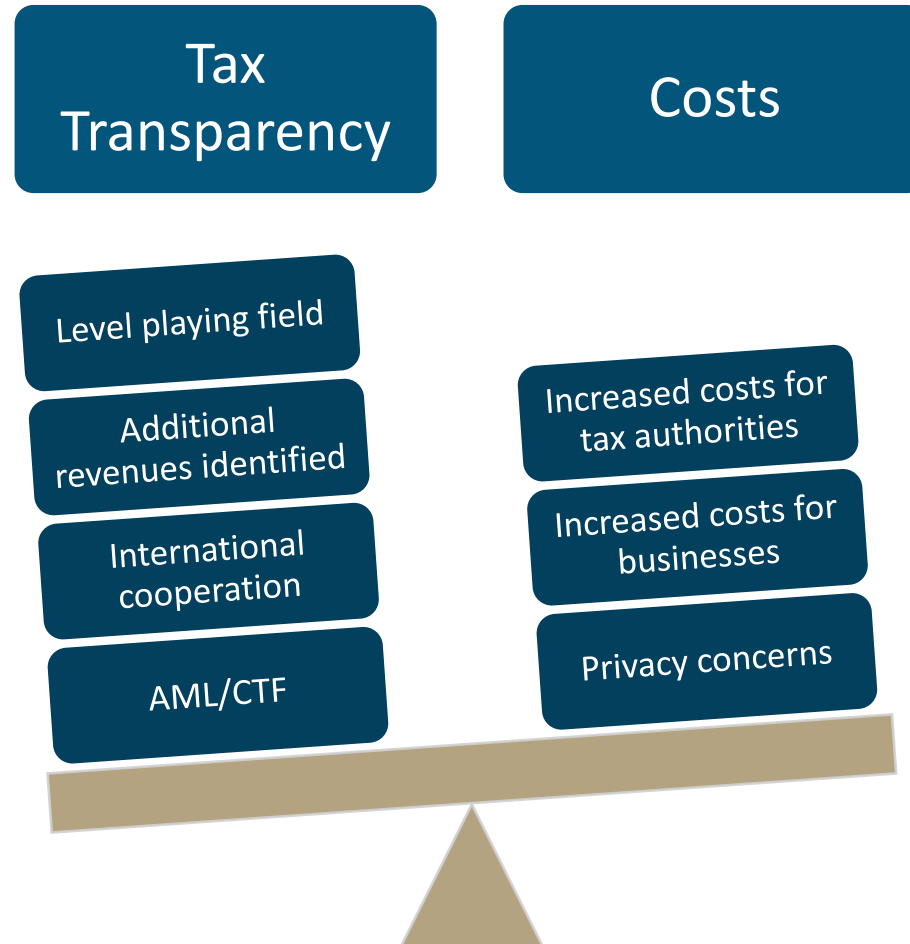 Tax
Transparency
Costs
Level playing field
Additional
revenues identified
International
cooperation
AML/CTF
Increased costs for
tax authorities
Increased costs for
businesses
Privacy concerns